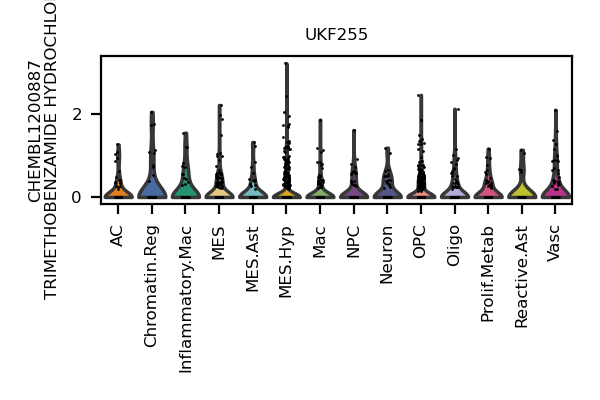 UKF255
CHEMBL1200887
TRIMETHOBENZAMIDE HYDROCHLO
2
0
AC
Chromatin.Reg
Inflammatory.Mac
MES
MES.Ast
MES.Hyp
Mac
NPC
Neuron
OPC
Oligo
Prolif.Metab
Reactive.Ast
Vasc